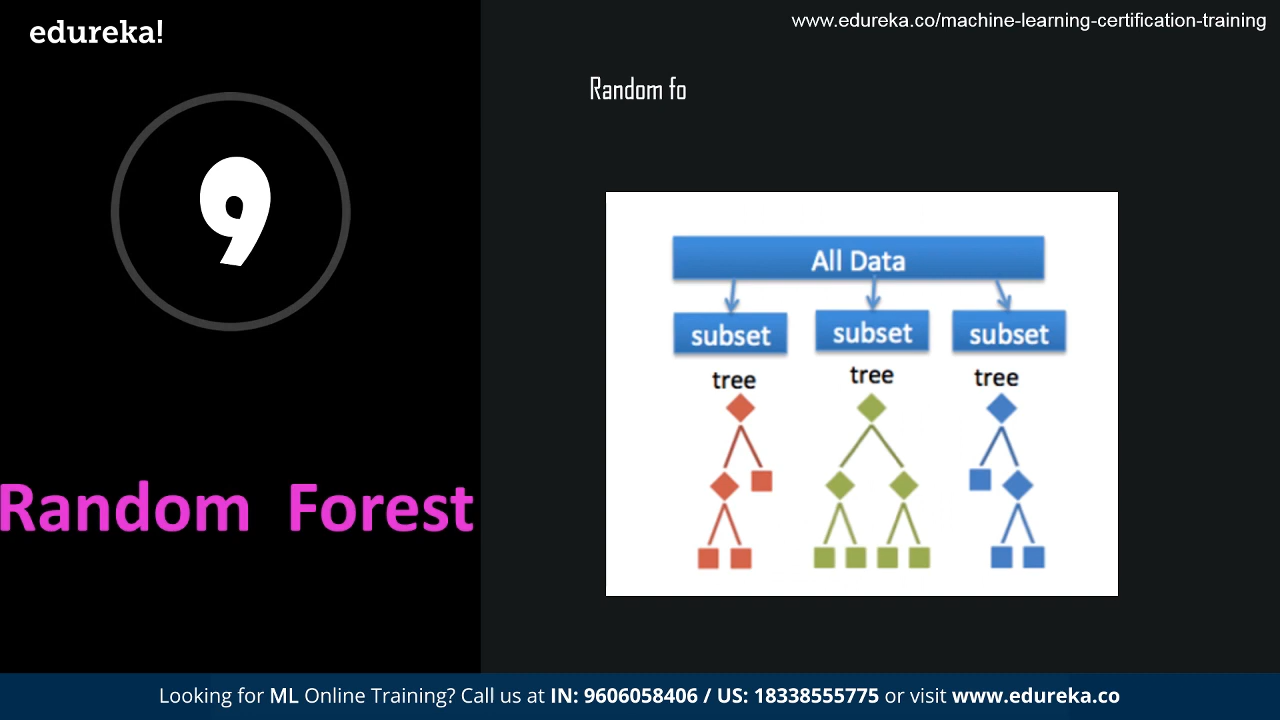 edureka!
www.edureka.co/machine-learning-certification-training
9
Random fo
All Data
subset subset subset
tree tree tree
Random Forest
Looking for ML Online Training? Call us at IN: 9606058406 / US: 18338555775 or visit www.edureka.co